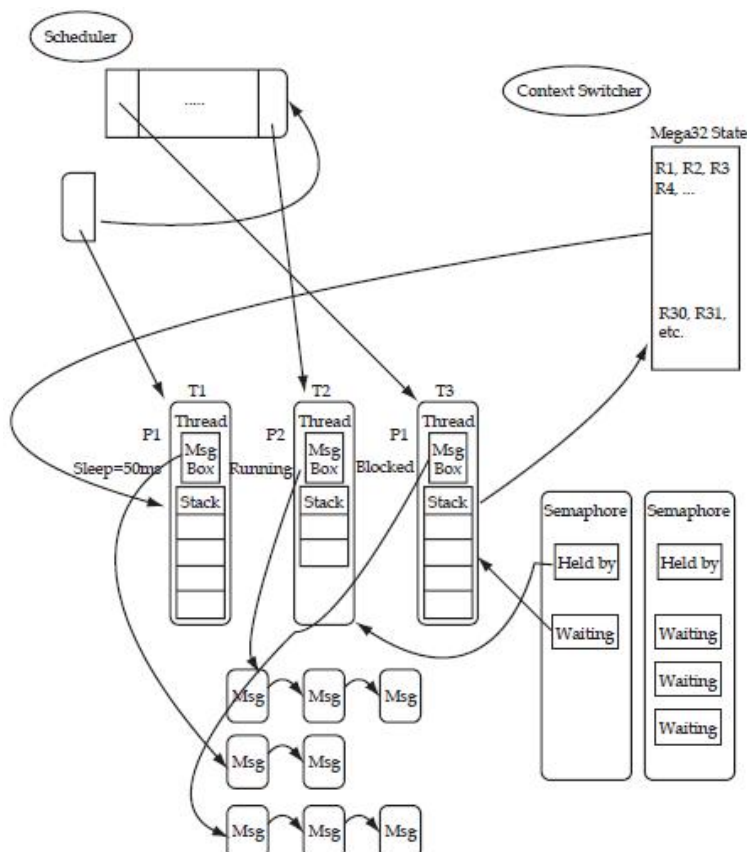 Scheduler
.....
Context Switcher
Mega32 State
R1, R2, R3
R4, ...
R30, R31,
etc.
T1
T2
T3
Thread
Thread
Thread
P1
P2
P1
Msg
Box
Msg
Box
Msg
Box
Sleep=50ms
Running
Blocked
Stack
Stack
Stack
Semaphore
Semaphore
Held by
Held by
Waiting
Waiting
Waiting
Waiting
Msg
Msg
Msg
Msg
Msg
Msg
Msg
Msg